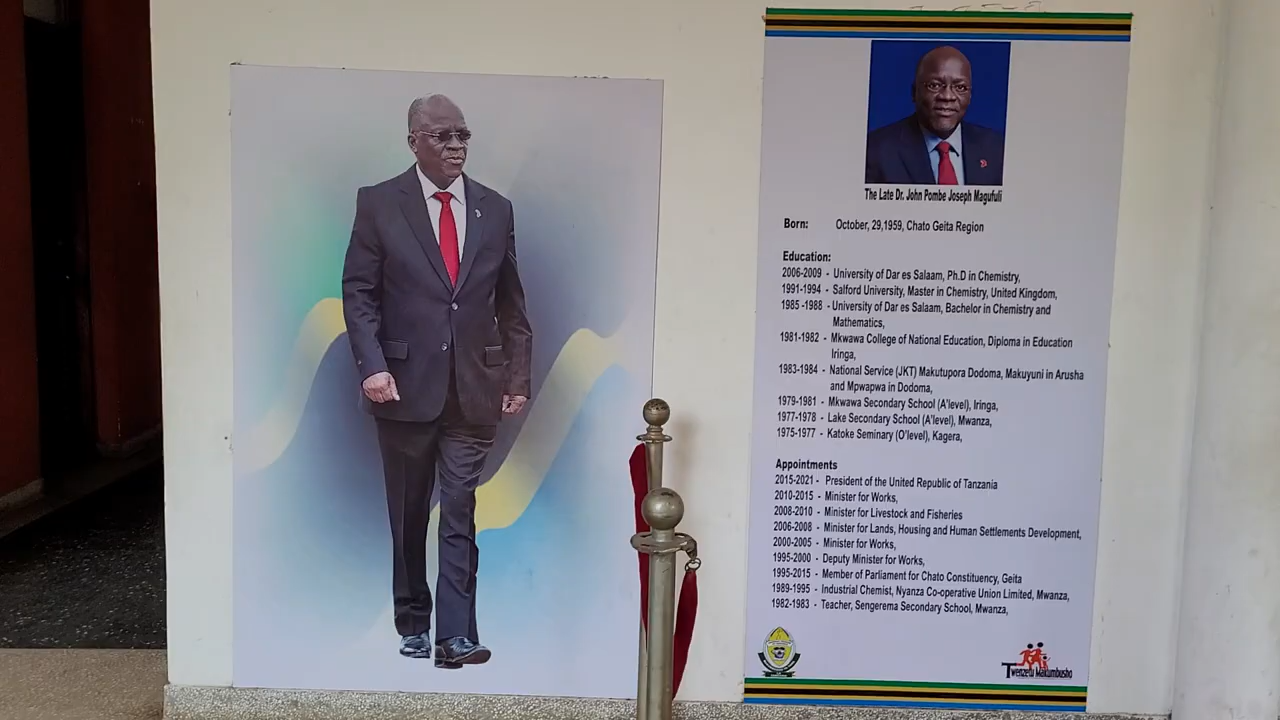 The Late Dr. John Pombe Joseph Magufuli
Born: October, 29,1959, Chato Geita Region
Education:
2006-2009 - University of Dar es Salaam, Ph.D in Chemistry,
1991-1994 - Salford University, Master in Chemistry, United Kingdom,
1985 -1988 - University of Dar es Salaam, Bachelor in Chemistry and
Mathematics,
1981-1982 - Mkwawa College of National Education, Diploma in Education
Iringa,
1983-1984 - National Service (JKT) Makutupora Dodoma, Makuyuni in Arusha
and Mpwapwa in Dodoma,
1979-1981 - Mkwawa Secondary School (A'level), Iringa,
1977-1978 - Lake Secondary School (A'level), Mwanza,
1975-1977 - Katoke Seminary (O'level), Kagera,
Appointments
2015-2021 - President of the United Republic of Tanzania
2010-2015 - Minister for Works,
2008-2010 - Minister for Livestock and Fisheries
2006-2008 - Minister for Lands, Housing and Human Settlements Development,
2000-2005 - Minister for Works,
1995-2000 - Deputy Minister for Works,
1995-2015 - Member of Parliament for Chato Constituency, Geita
1989-1995 - Industrial Chemist, Nyanza Co-operative Union Limited, Mwanza,
1982-1983 - Teacher, Sengerema Secondary School, Mwanza,
Twenzetu Makumbusho